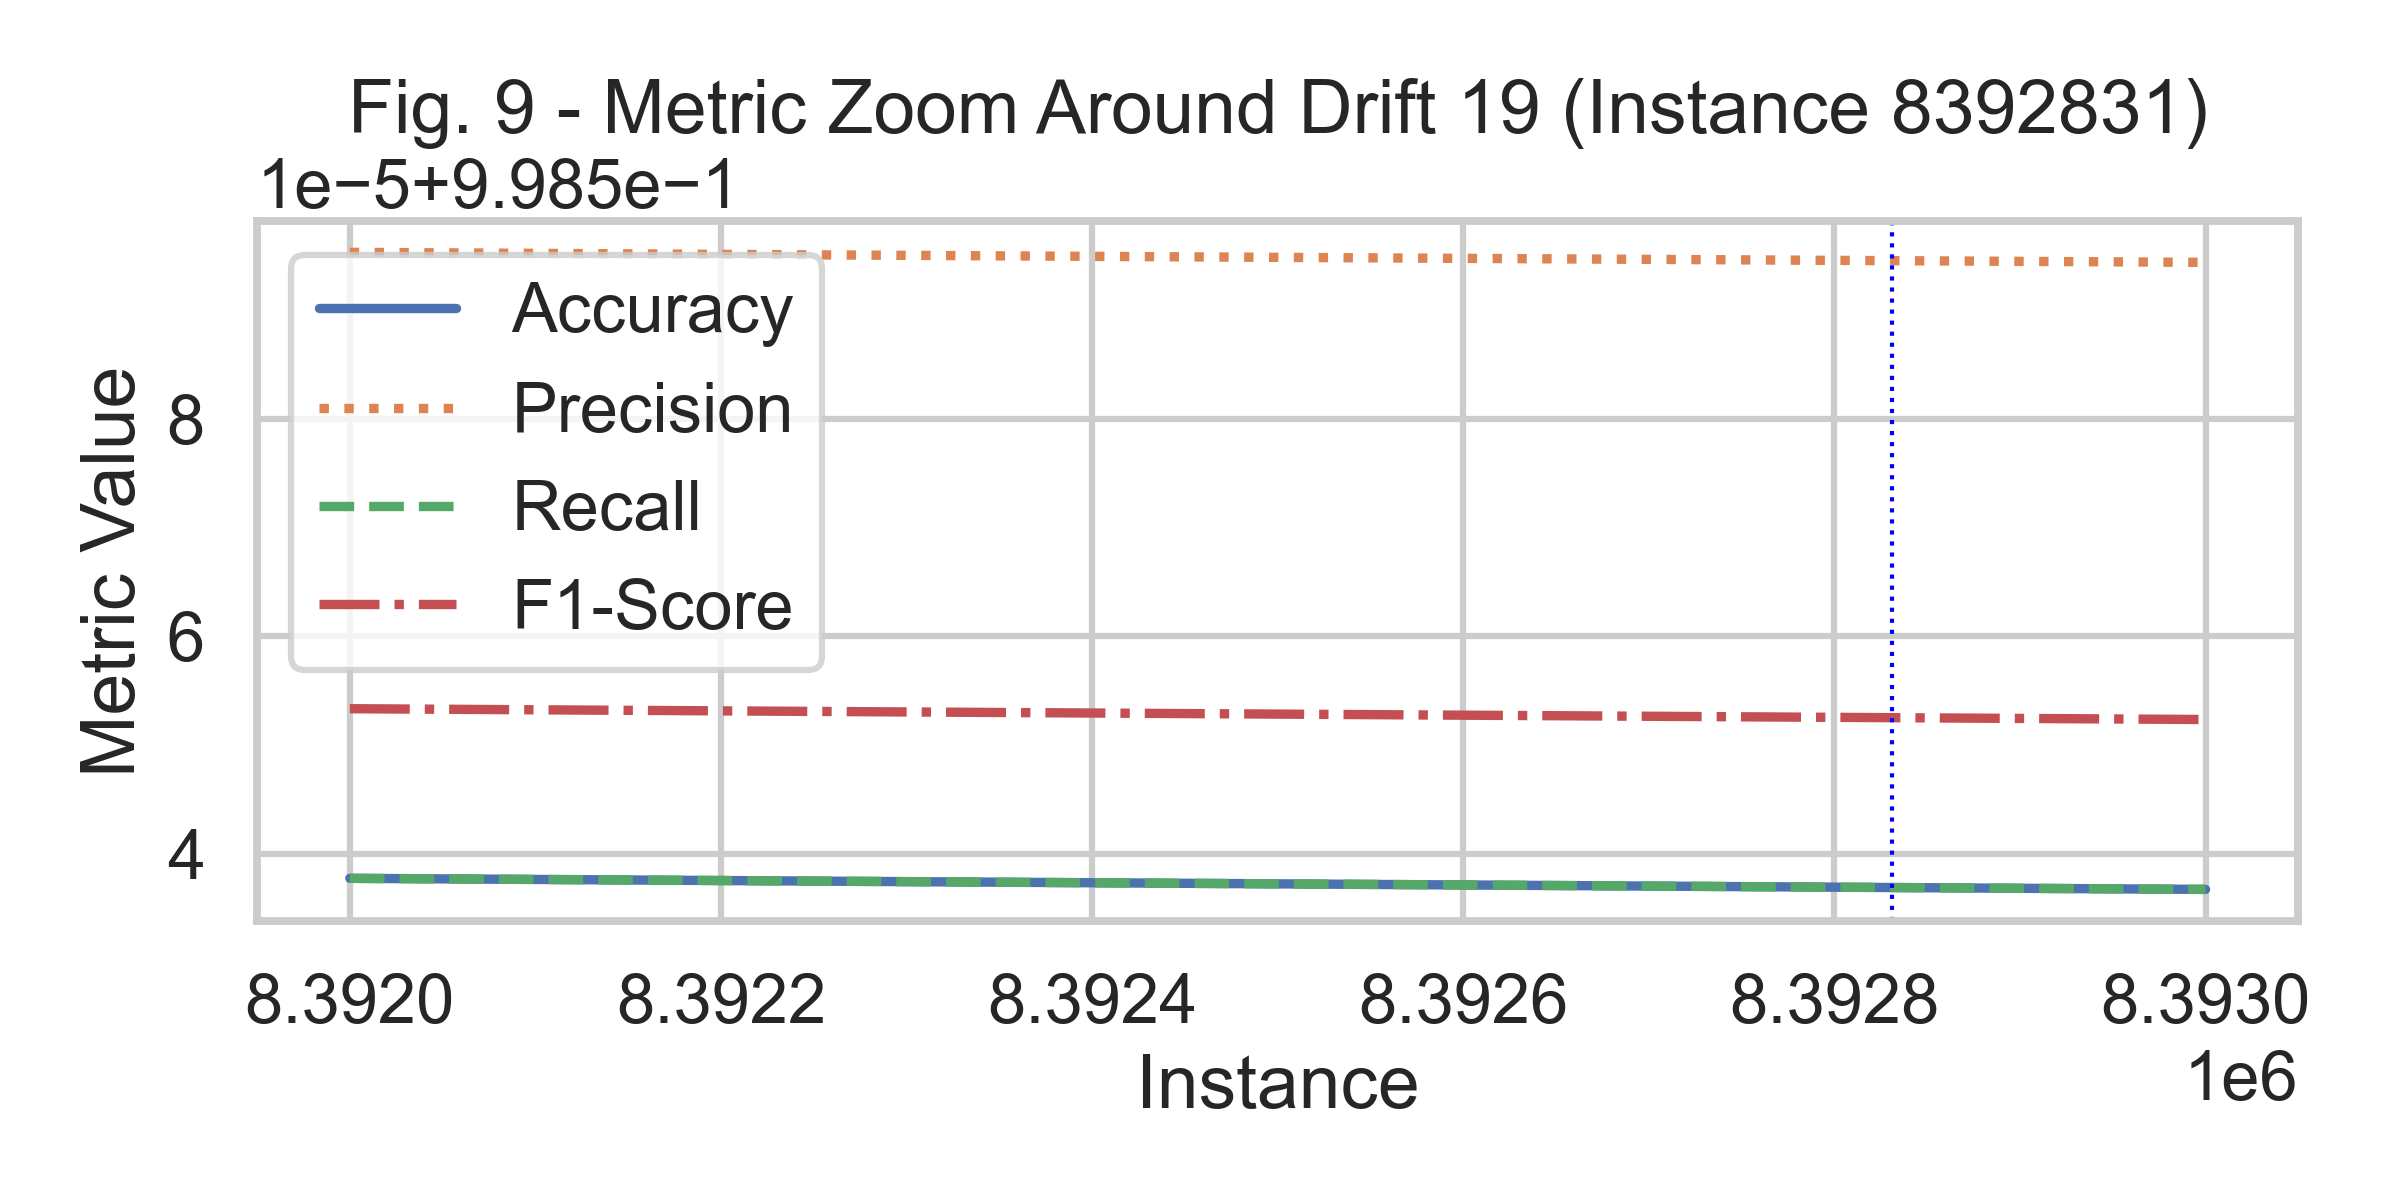 Fig. 9 - Metric Zoom Around Drift 19 (Instance 8392831)
1e−5+9.985e−1
Accuracy
Precision
Recall
F1-Score
Metric Value
8
6
4
8.3920 8.3922 8.3924 8.3926 8.3928 8.3930
Instance
1e6